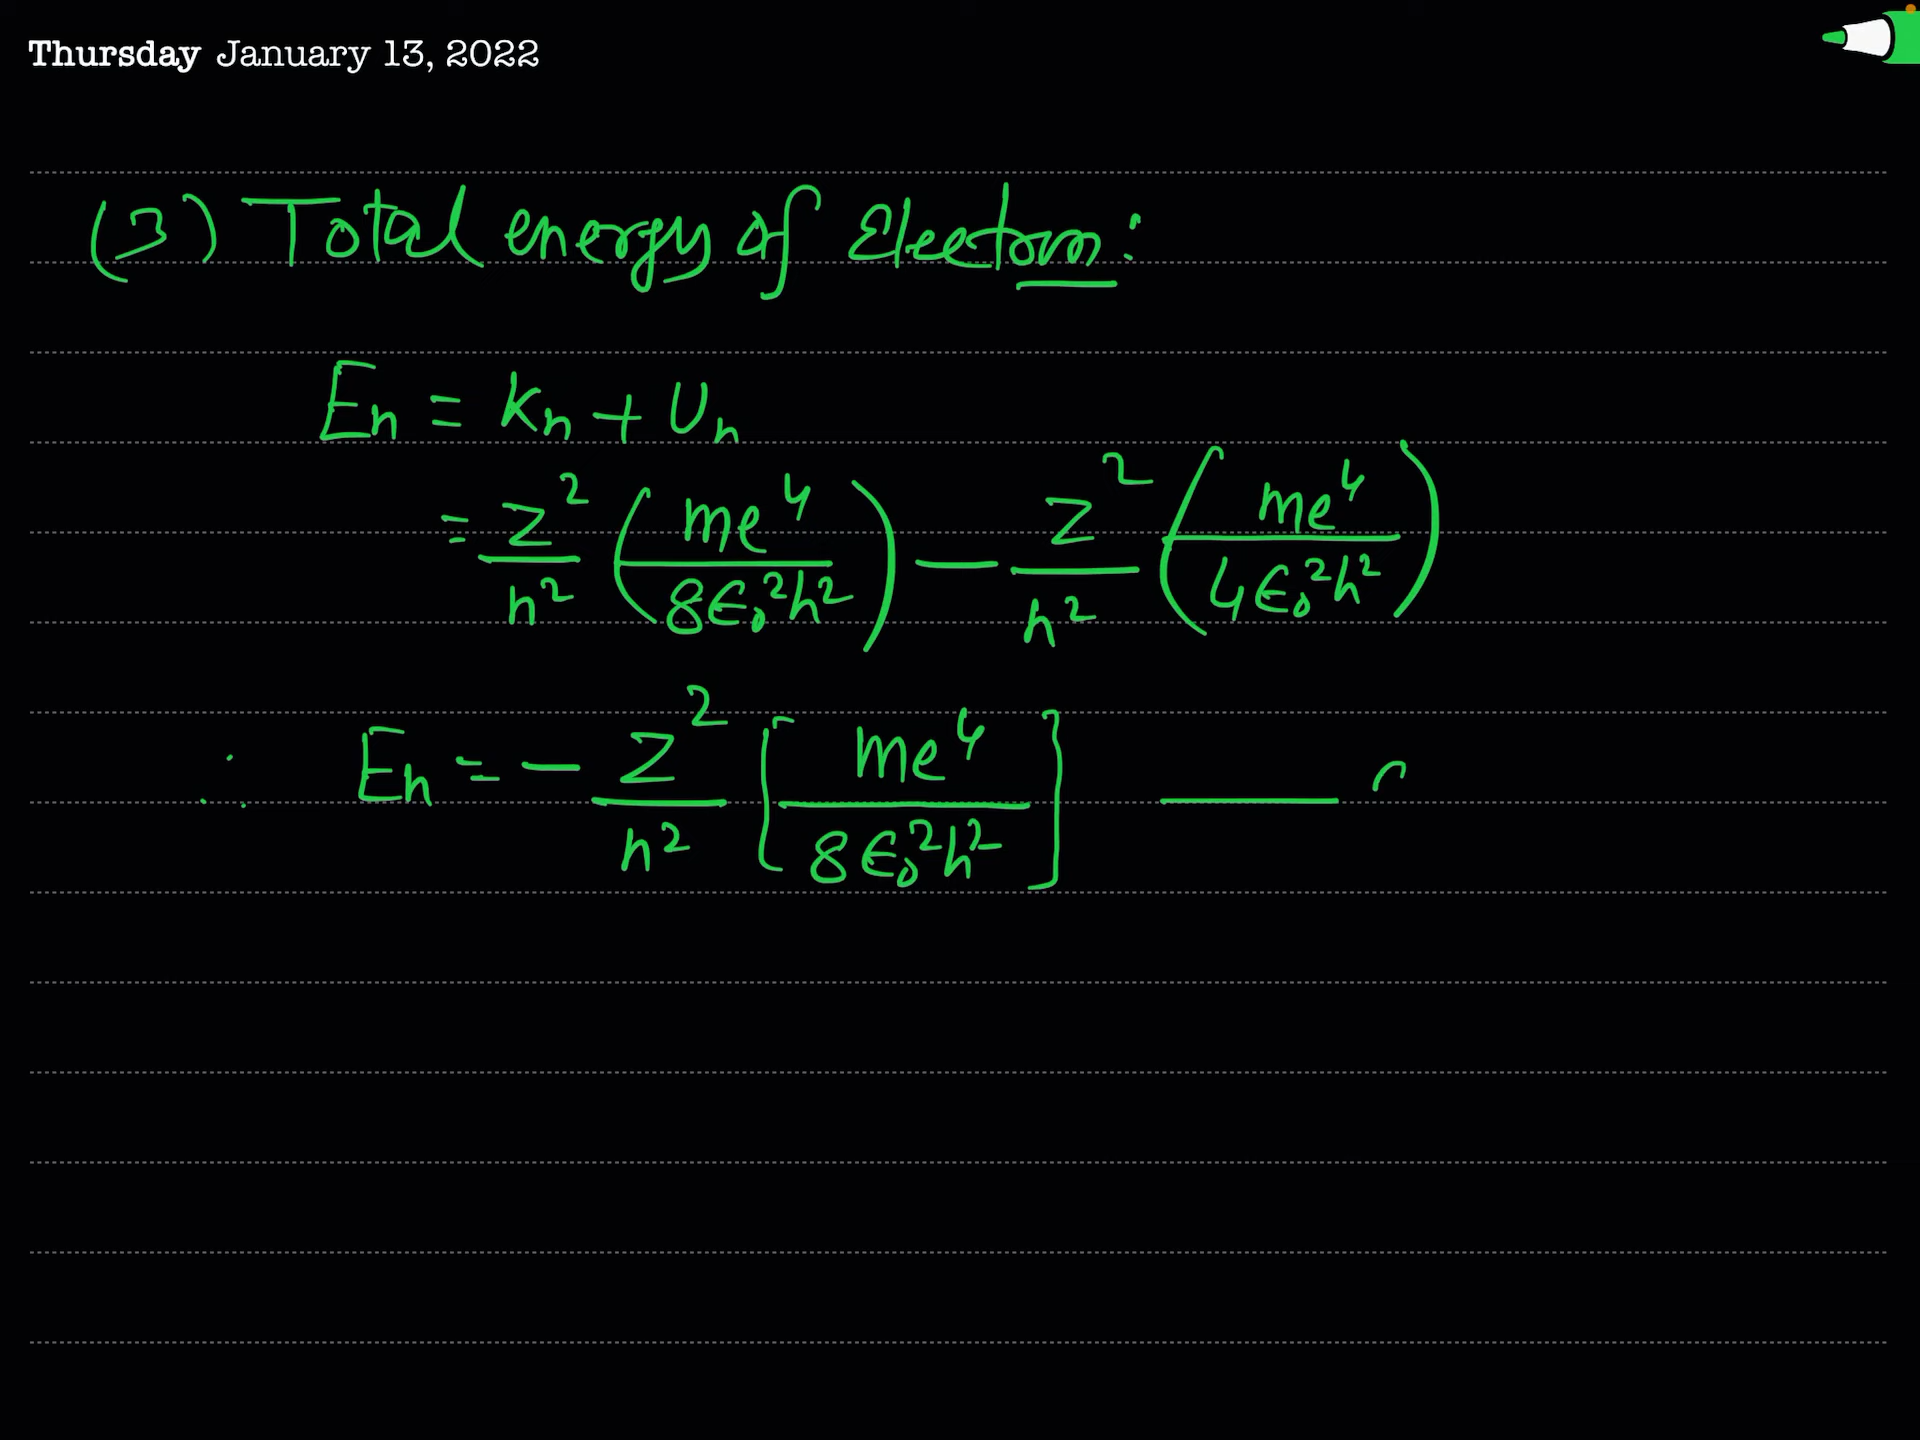 Thursday January 13, 2022
(3) Total energy of Electron:
En = Kn + Un
= Z²/n² (me⁴/8ε₀²h²) — Z²/n² (me⁴/4ε₀²h²)
∴ En = — Z²/n² [me⁴/8ε₀²h²] —